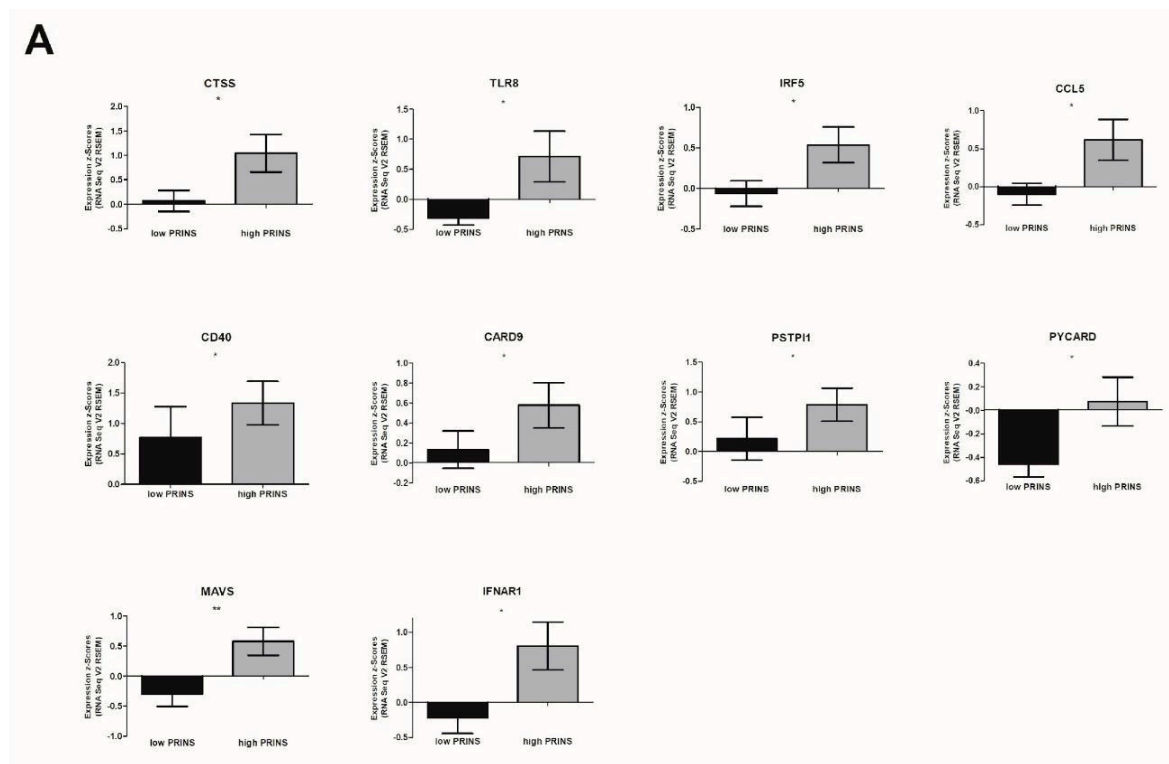 A
CTSS
*
Expression z-Scores
(RNA Seq V2 RSEM)
2.0
1.5
1.0
0.5
0.0
-0.5
low PRINS
high PRINS
TLR8
*
Expression z-Scores
(RNA Seq V2 RSEM)
1.5
1.0
0.5
0.0
-0.5
low PRINS
high PRNS
IRF5
*
Expression z-Scores
(RNA Seq V2 RSEM)
1.0
0.5
0.0
-0.5
low PRINS
high PRINS
CCL5
*
Expression z-Scores
(RNA Seq V2 RSEM)
1.0
0.5
0.0
-0.5
low PRINS
high PRINS
CD40
*
Expression z-Scores
(RNA Seq V2 RSEM)
2.0
1.5
1.0
0.5
0.0
low PRINS
high PRINS
CARD9
*
Expression z-Scores
(RNA Seq V2 RSEM)
1.0
0.8
0.6
0.4
0.2
0.0
-0.2
low PRINS
high PRINS
PSTPI1
*
Expression z-Scores
(RNA Seq V2 RSEM)
1.5
1.0
0.5
0.0
-0.5
low PRINS
high PRINS
PYCARD
*
Expression z-Scores
(RNA Seq V2 RSEM)
0.4
0.2
-0.0
-0.2
-0.4
-0.6
low PRINS
high PRINS
MAVS
**
Expression z-Scores
(RNA Seq V2 RSEM)
1.0
0.5
0.0
-0.5
-1.0
low PRINS
high PRINS
IFNAR1
*
Expression z-Scores
(RNA Seq V2 RSEM)
1.0
0.5
0.0
-0.5
low PRINS
high PRINS